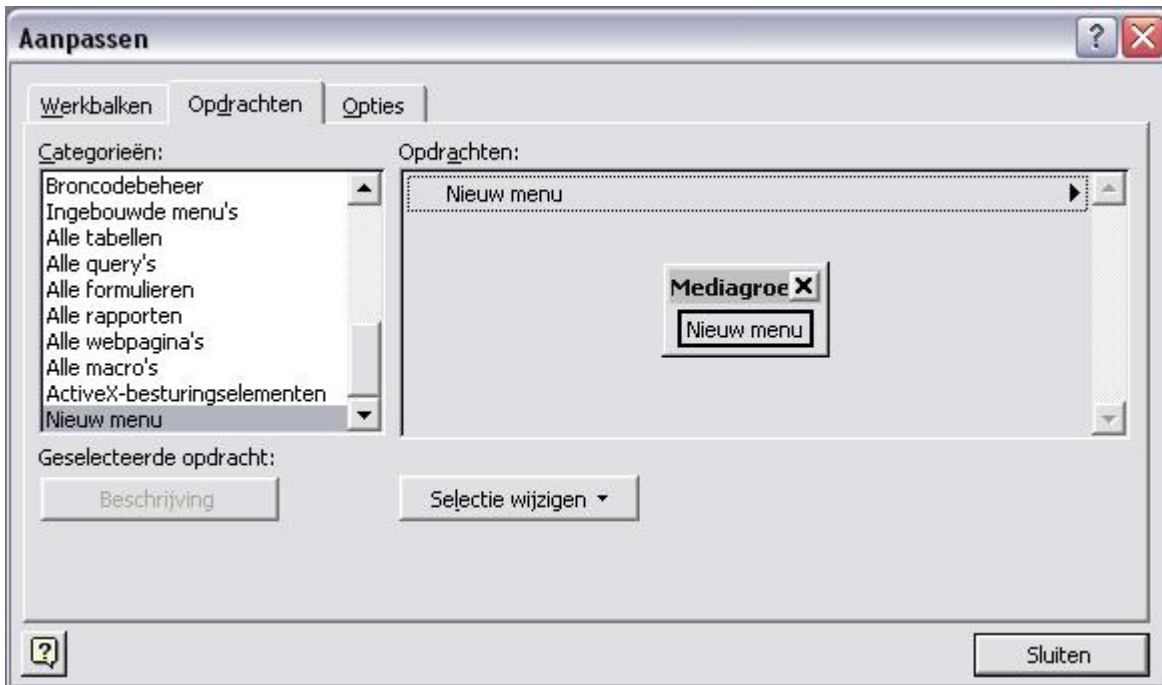 Aanpassen
Werkbalken
Opdrachten
Opties
Categorieën:
Broncodebeheer
Ingebouwde menu's
Alle tabellen
Alle query's
Alle formulieren
Alle rapporten
Alle webpagina's
Alle macro's
ActiveX-besturingselementen
Nieuw menu
Opdrachten:
Nieuw menu
Mediagroe
Nieuw menu
Geselecteerde opdracht:
Beschrijving
Selectie wijzigen
Sluiten